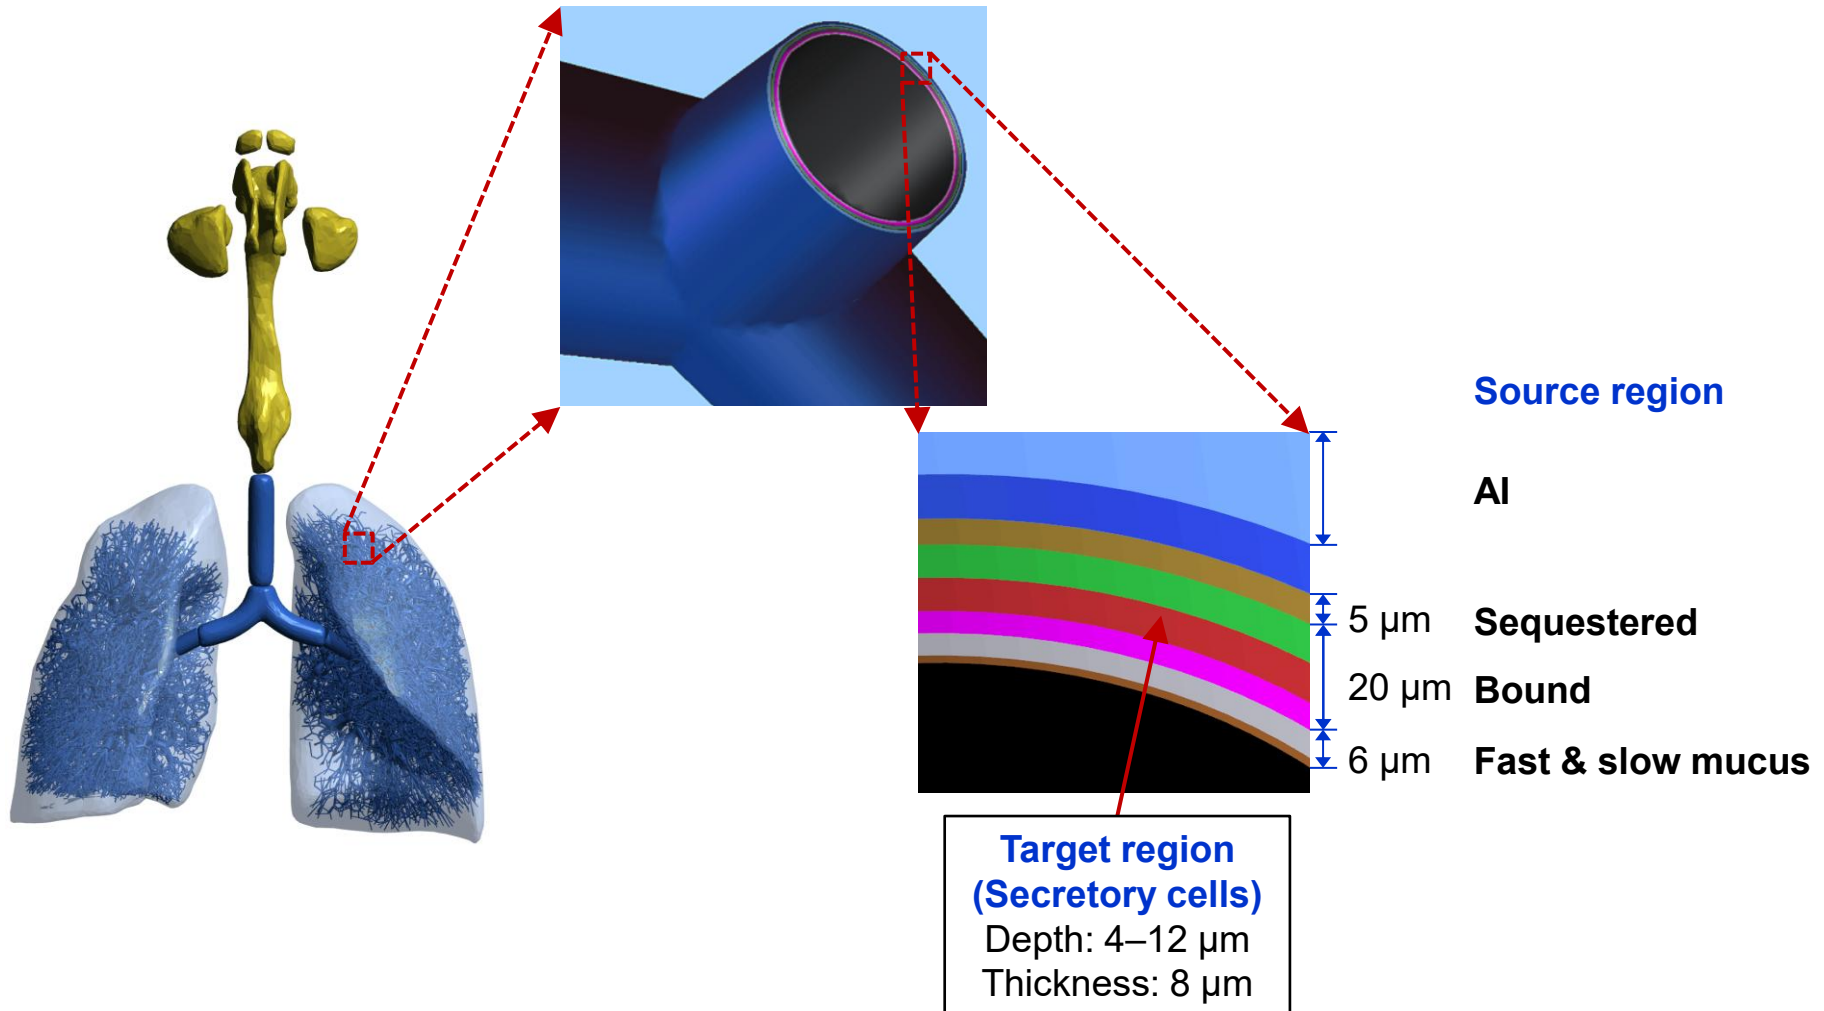 Source region
AI
5 µm Sequestered
20 µm Bound
6 µm Fast & slow mucus
Target region
(Secretory cells)
Depth: 4–12 µm
Thickness: 8 µm